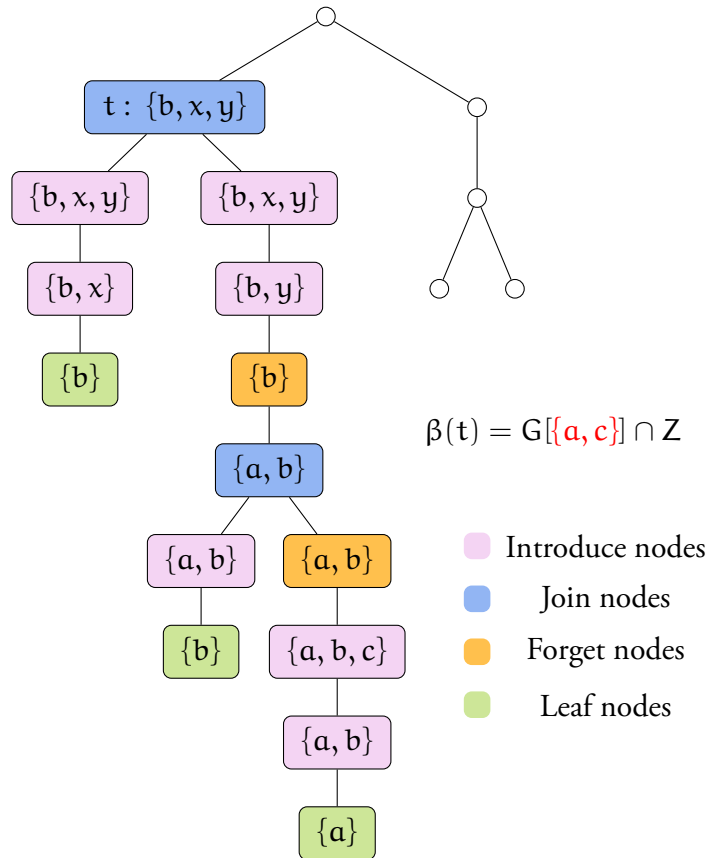 t : {b, x, y}
{b, x, y} {b, x, y}
{b, x} {b, y}
{b} {b}
β(t) = G[{a, c}] ∩ Z
{a, b}
{a, b} {a, b}
Introduce nodes
Join nodes
{b} {a, b, c}
Forget nodes
Leaf nodes
{a, b}
{a}